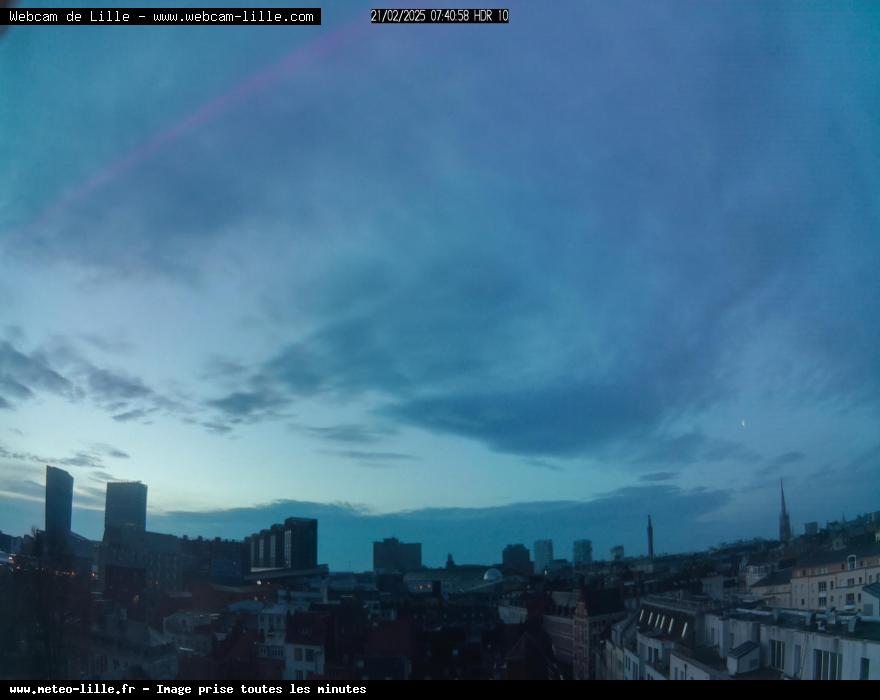 Webcam de Lille - www.webcam-lille.com
21/02/2025 07:40:58 HDR 10
www.meteo-lille.fr - Image prise toutes les minutes